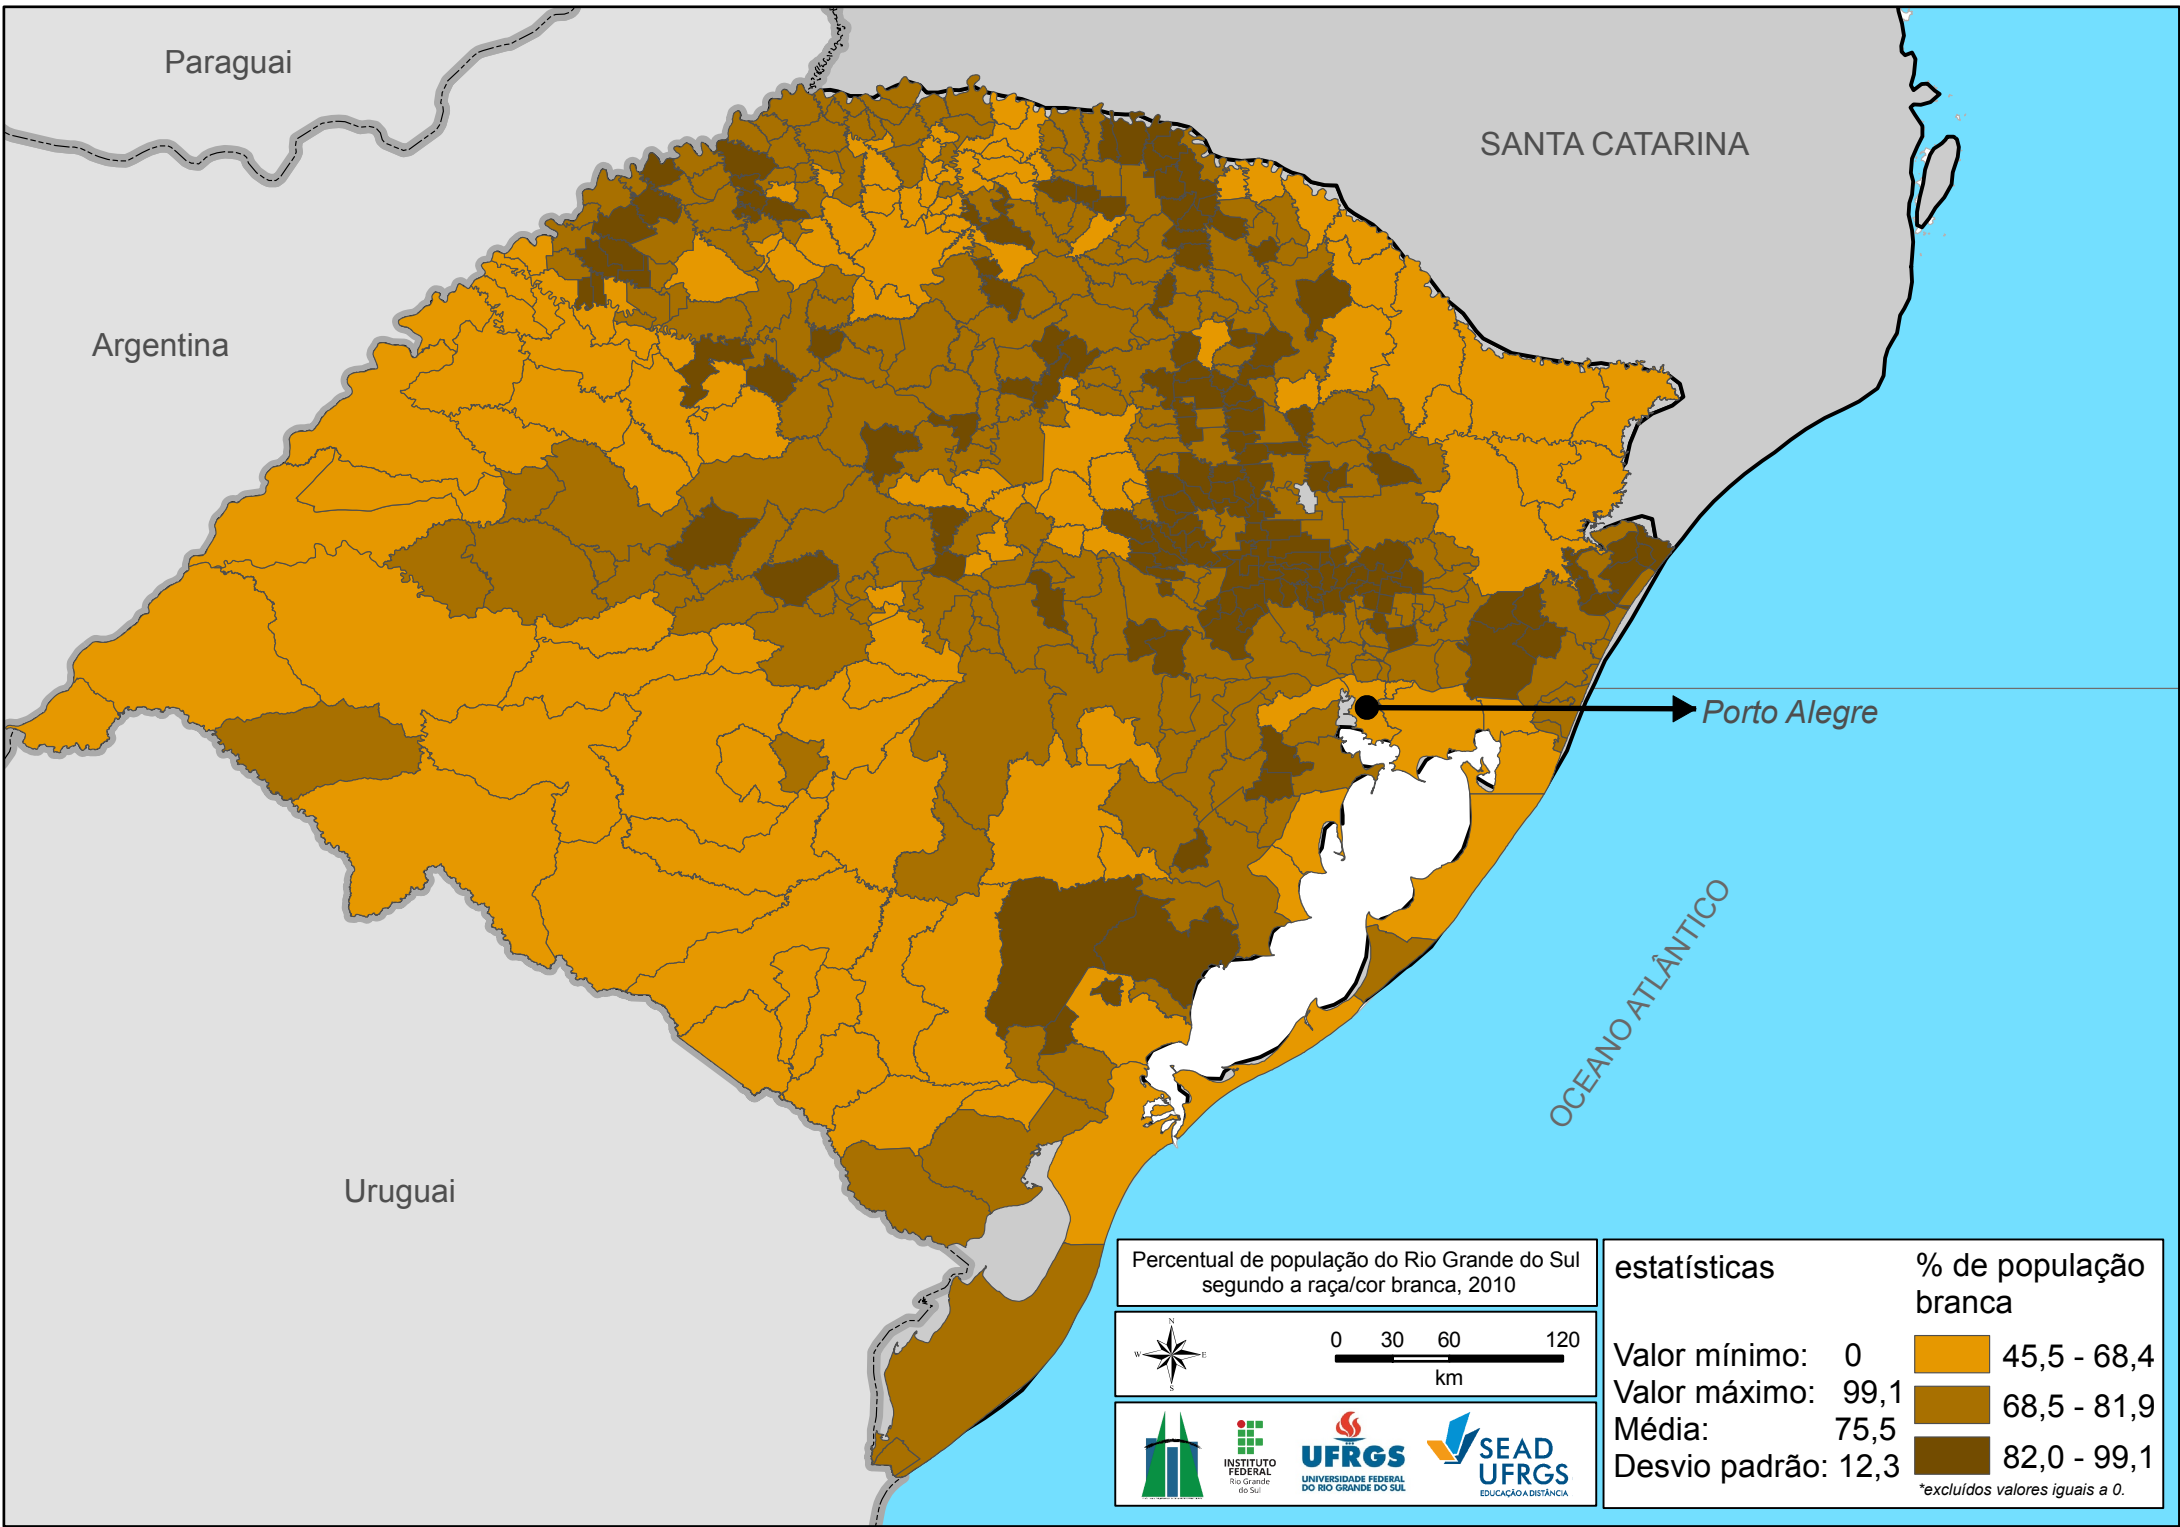 Paraguai
SANTA CATARINA
Argentina
Porto Alegre
OCEANO ATLÂNTICO
Uruguai
Percentual de população do Rio Grande do Sul
segundo a raça/cor branca, 2010
N
W E
S
0 30 60 120
km
INSTITUTO
FEDERAL
Rio Grande
do Sul
UFRGS
UNIVERSIDADE FEDERAL
DO RIO GRANDE DO SUL
SEAD
UFRGS
EDUCAÇÃO A DISTÂNCIA
estatísticas
Valor mínimo: 0
Valor máximo: 99,1
Média: 75,5
Desvio padrão: 12,3
% de população
branca
45,5 - 68,4
68,5 - 81,9
82,0 - 99,1
*excluídos valores iguais a 0.